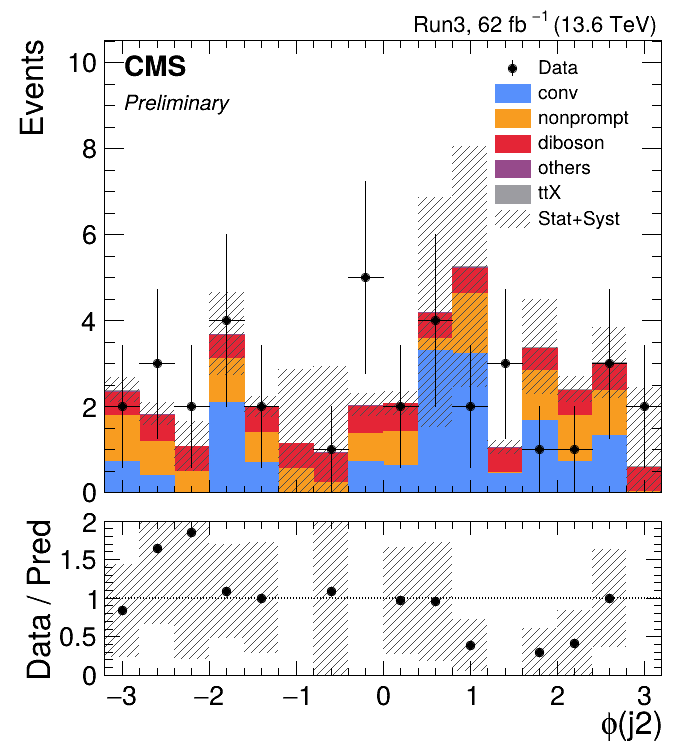 Run3, 62 fb⁻¹ (13.6 TeV)
CMS
Preliminary
Events
10
8
6
4
2
0
Data
conv
nonprompt
diboson
others
ttX
Stat+Syst
Data / Pred
2
1.5
1
0.5
0
−3 −2 −1 0 1 2 3
ϕ(j2)